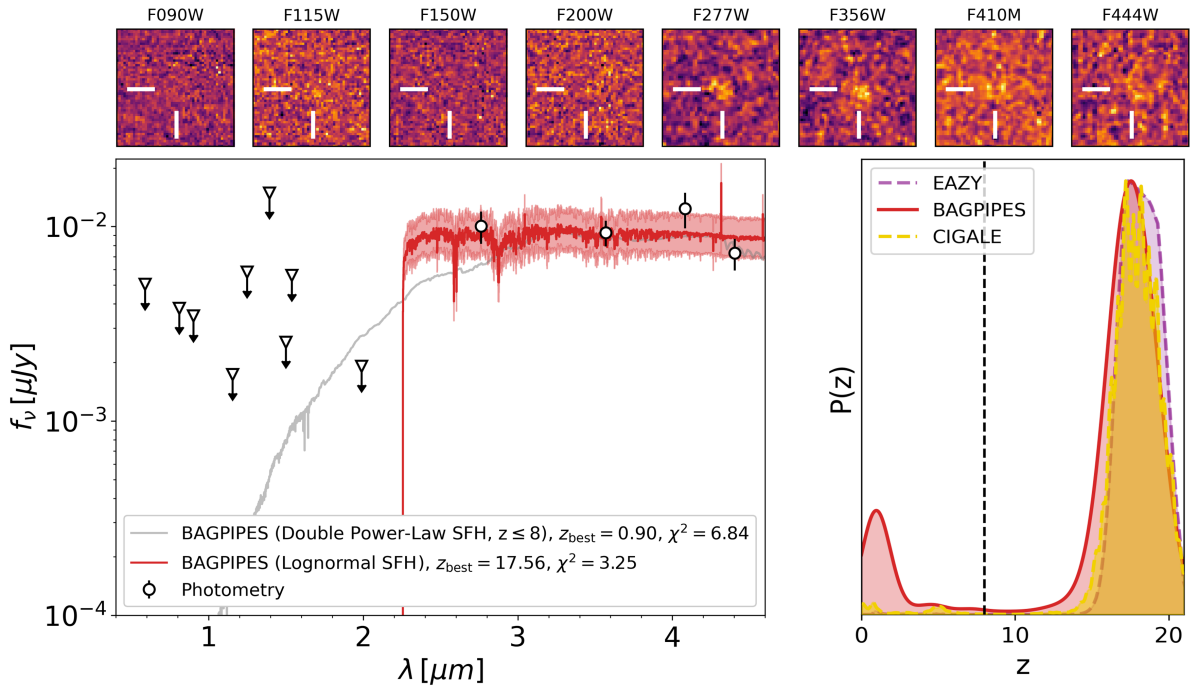 F090W F115W F150W F200W F277W F356W F410M F444W
10⁻²
10⁻³
10⁻⁴
f_ν [μJy]
BAGPIPES (Double Power-Law SFH, z ≤ 8), z_best = 0.90, χ² = 6.84
BAGPIPES (Lognormal SFH), z_best = 17.56, χ² = 3.25
Photometry
1 2 3 4
λ [μm]
EAZY
BAGPIPES
CIGALE
P(z)
0 10 20
z